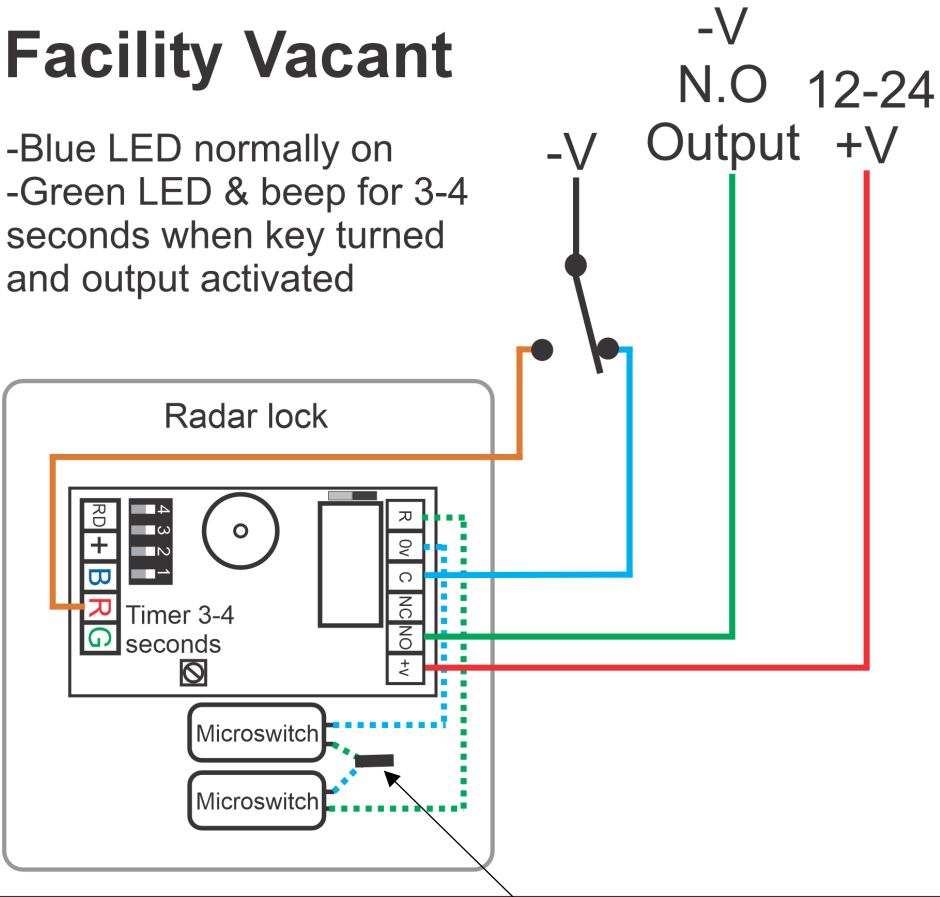 Facility Vacant
-Blue LED normally on
-Green LED & beep for 3-4
seconds when key turned
and output activated
-V
-V
N.O
Output
12-24
+V
Radar lock
RD
+
B
R
G
4
3
2
1
Timer 3-4
seconds
R
0v
C
NC
NO
+v
Microswitch
Microswitch